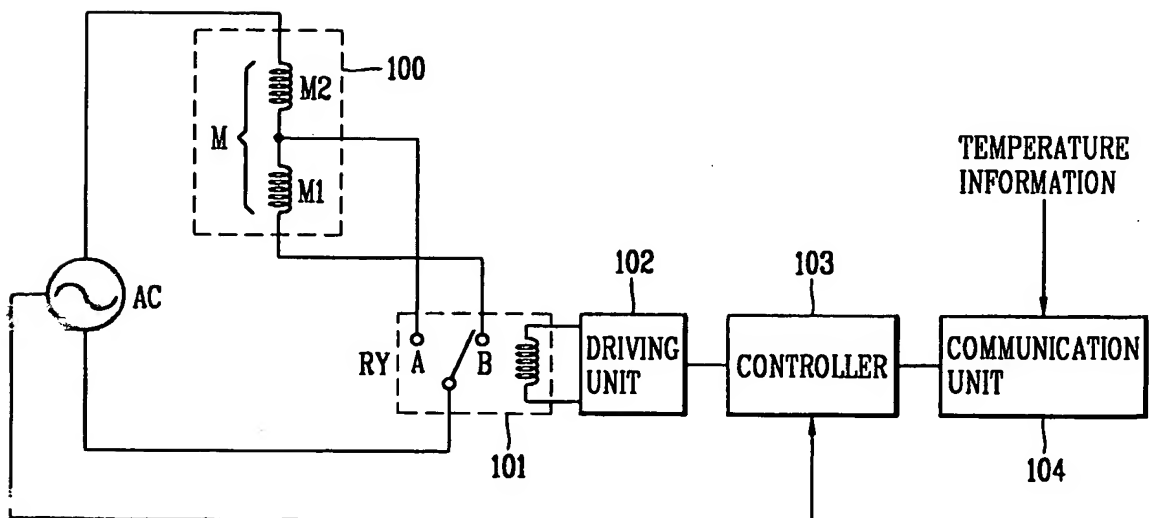 100
M2
M
M1
TEMPERATURE
INFORMATION
AC
102
103
RY
A
B
DRIVING
UNIT
CONTROLLER
COMMUNICATION
UNIT
101
104